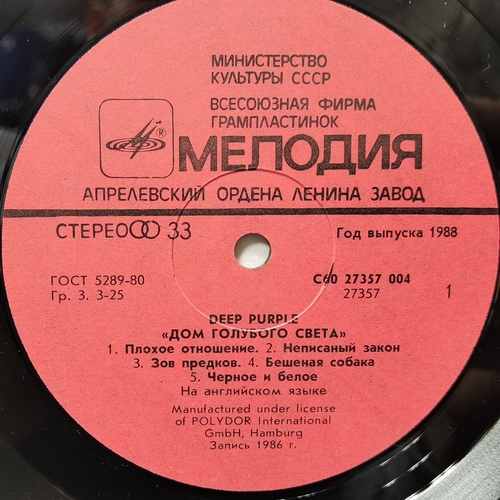 МИНИСТЕРСТВО
КУЛЬТУРЫ СССР
ВСЕСОЮЗНАЯ ФИРМА
ГРАМПЛАСТИНОК
®
МЕЛОДИЯ
АПРЕЛЕВСКИЙ ОРДЕНА ЛЕНИНА ЗАВОД
СТЕРЕО 33
Год выпуска 1988
ГОСТ 5289-80
Гр. 3. 3-25
С60 27357 004
27357
1
DEEP PURPLE
«ДОМ ГОЛУБОГО СВЕТА»
1. Плохое отношение. 2. Неписаный закон
3. Зов предков. 4. Бешеная собака
5. Черное и белое
На английском языке
Manufactured under license
of POLYDOR International
GmbH, Hamburg
Запись 1986 г.